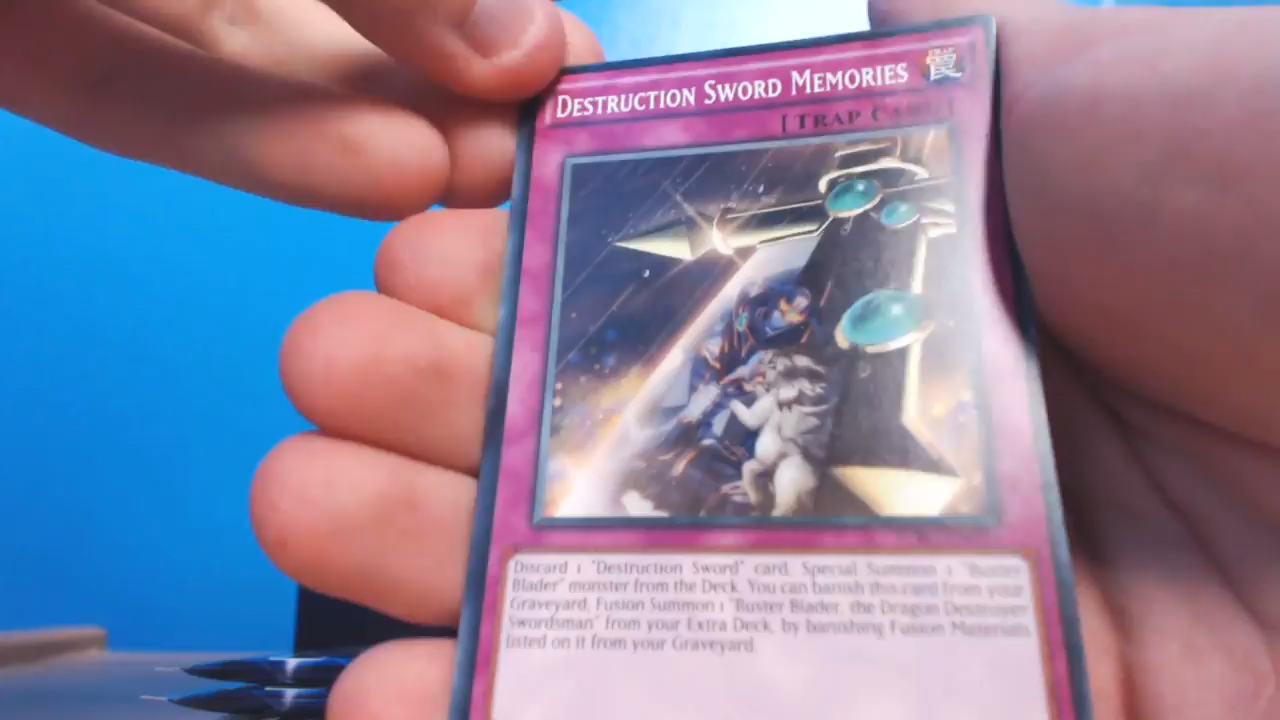 DESTRUCTION SWORD MEMORIES
罠
[TRAP CARD]
Discard 1 "Destruction Sword" card, Special Summon 1 "Buster
Blader" monster from the Deck. You can banish this card from your
Graveyard, Fusion Summon 1 "Buster Blader, the Dragon Destroyer
Swordsman" from your Extra Deck, by banishing Fusion Materials
listed on it from your Graveyard.